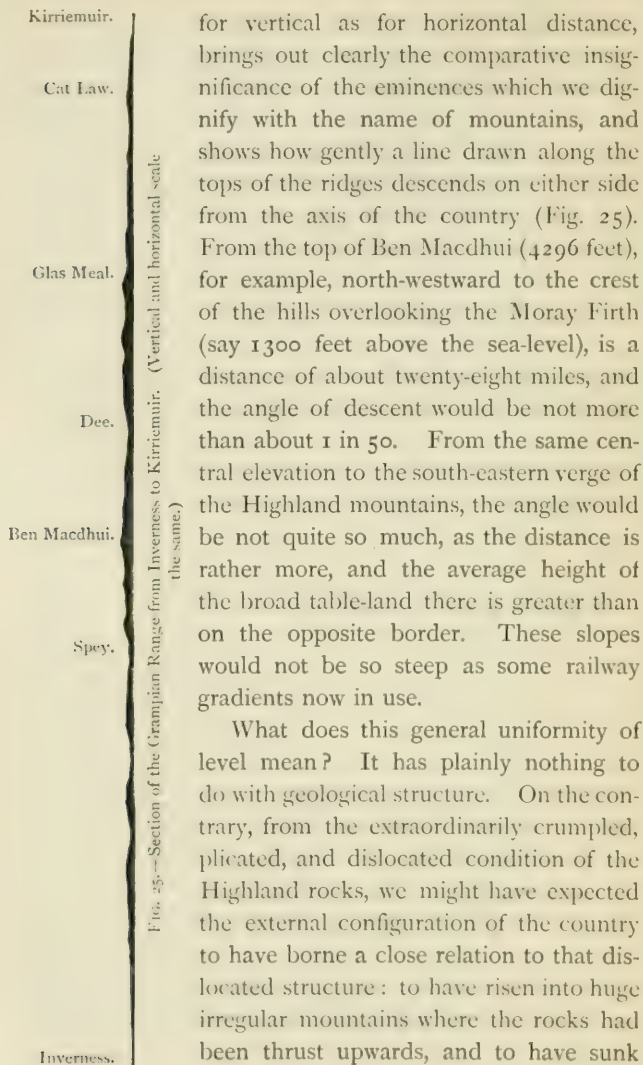 Kirriemuir.
Cat Law.
Glas Meal.
Dee.
Ben Macdhui.
Spey.
Inverness.
Fig. 25.—Section of the Grampian Range from Inverness to Kirriemuir. (Vertical and horizontal scale
the same.)
for vertical as for horizontal distance,
brings out clearly the comparative insig-
nificance of the eminences which we dig-
nify with the name of mountains, and
shows how gently a line drawn along the
tops of the ridges descends on either side
from the axis of the country (Fig. 25).
From the top of Ben Macdhui (4296 feet),
for example, north-westward to the crest
of the hills overlooking the Moray Firth
(say 1300 feet above the sea-level), is a
distance of about twenty-eight miles, and
the angle of descent would be not more
than about 1 in 50. From the same cen-
tral elevation to the south-eastern verge of
the Highland mountains, the angle would
be not quite so much, as the distance is
rather more, and the average height of
the broad table-land there is greater than
on the opposite border. These slopes
would not be so steep as some railway
gradients now in use.
What does this general uniformity of
level mean? It has plainly nothing to
do with geological structure. On the con-
trary, from the extraordinarily crumpled,
plicated, and dislocated condition of the
Highland rocks, we might have expected
the external configuration of the country
to have borne a close relation to that dis-
located structure: to have risen into huge
irregular mountains where the rocks had
been thrust upwards, and to have sunk